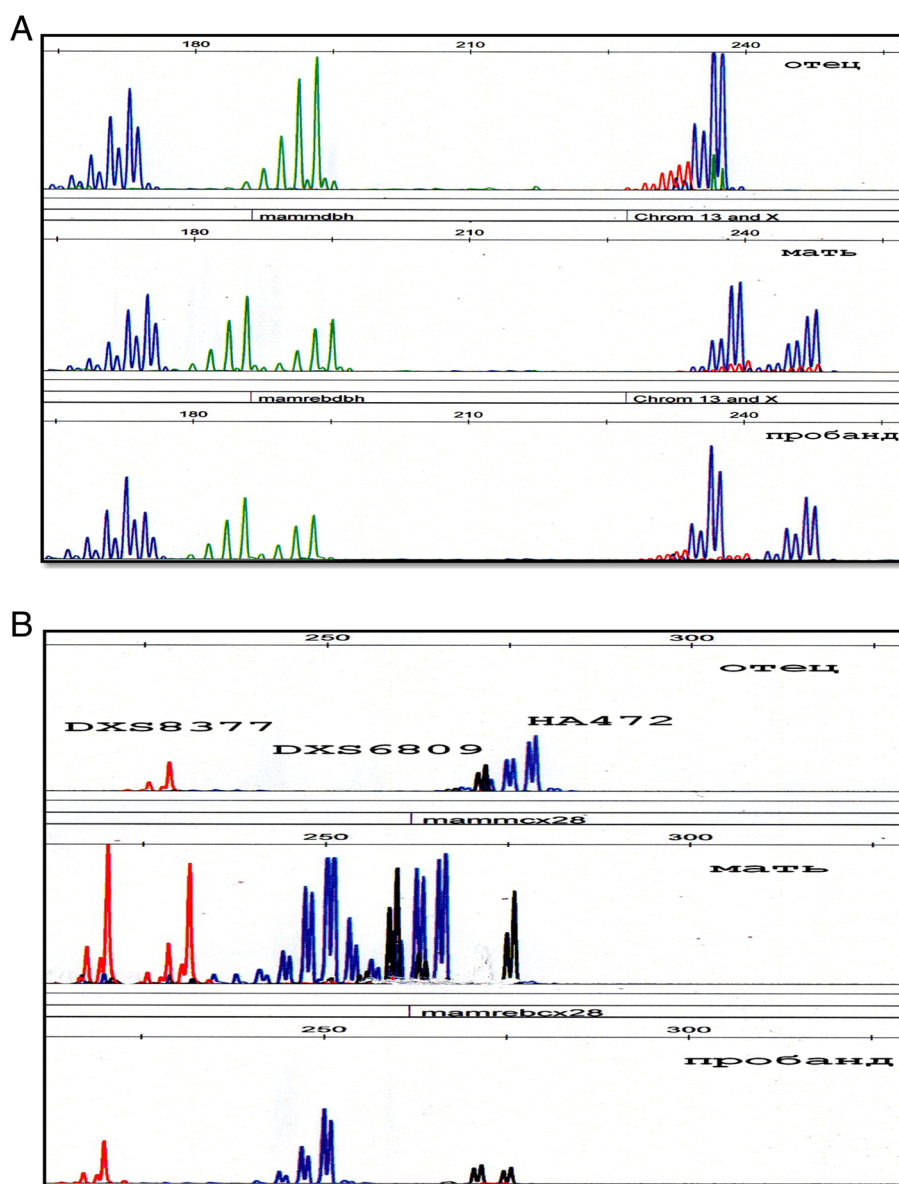 A
180 210 240
отец
mammdbh Chrom 13 and X
180 210 240
мать
mamrebdbh Chrom 13 and X
180 210 240
пробанд
B
250 300
отец
DXS8377 HA472
DXS6809
mammcx28
250 300
мать
mamrebcx28
250 300
пробанд